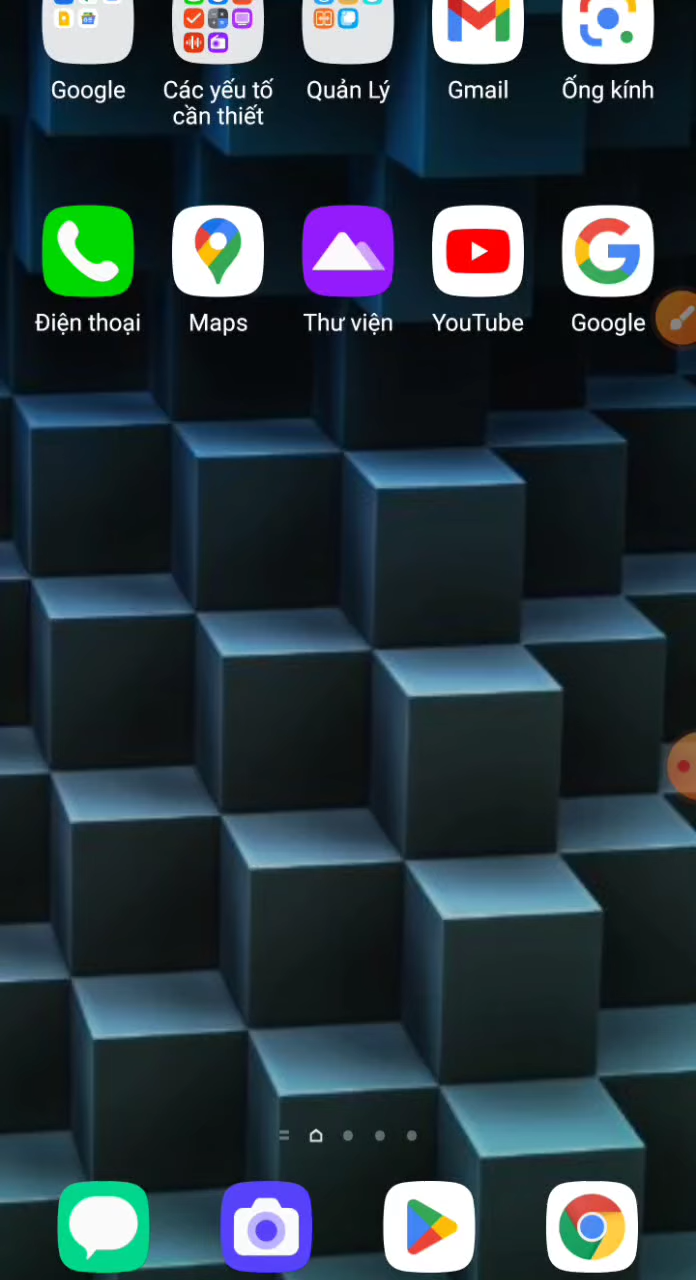 Google
Các yếu tố
cần thiết
Quản Lý
Gmail
Ống kính
Điện thoại
Maps
Thư viện
YouTube
Google